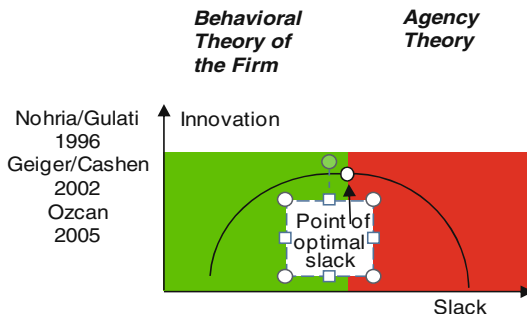 Behavioral
Theory of
the Firm
Agency
Theory
Nohria/Gulati
1996
Geiger/Cashen
2002
Ozcan
2005
Innovation
Point of
optimal
slack
Slack